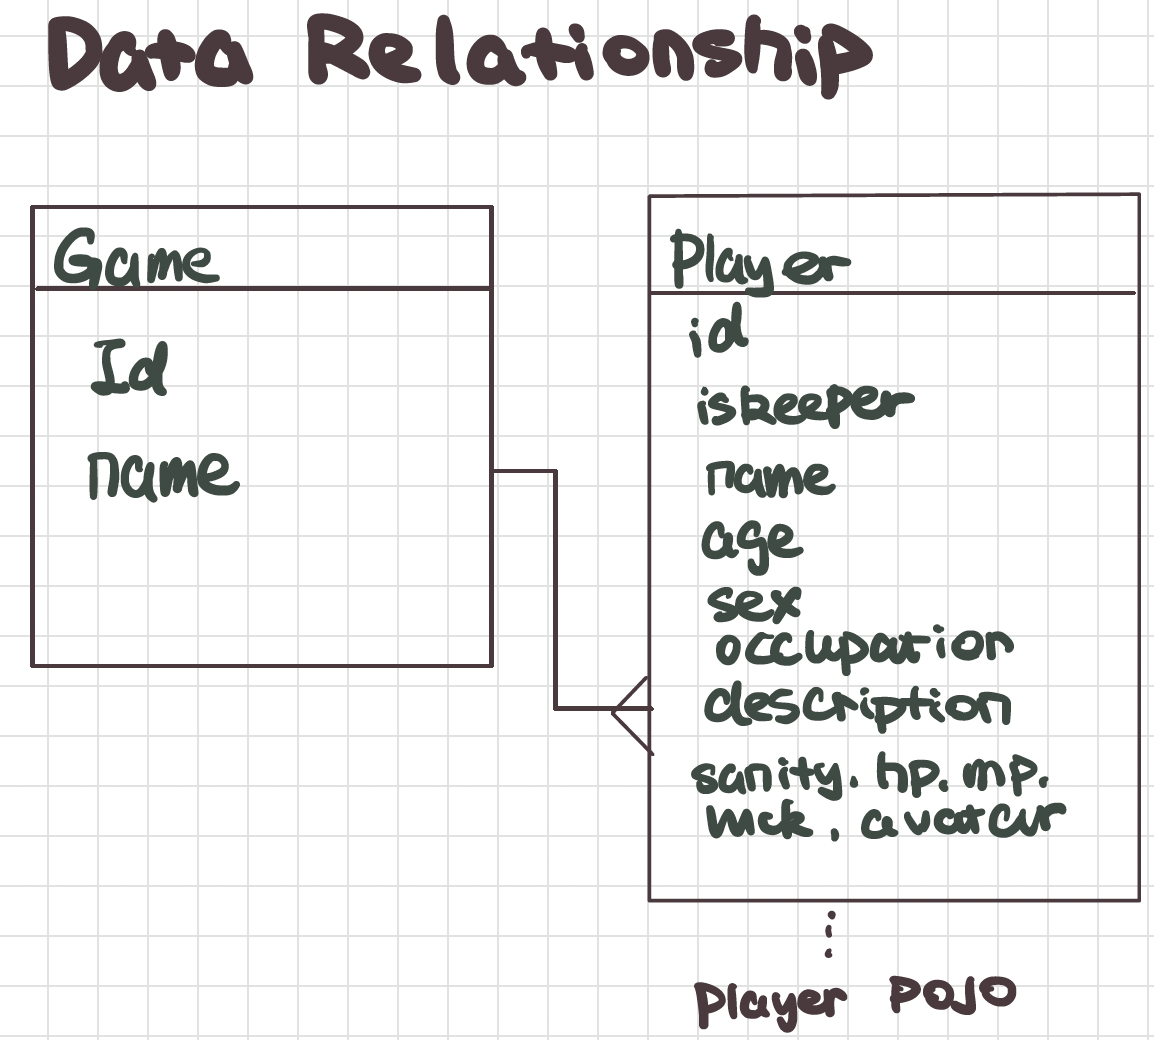 Data Relationship
Game
Id
name
Player
id
iskeeper
name
age
sex
occupation
description
sanity. hp. mp.
luck, avatar
Player POJO